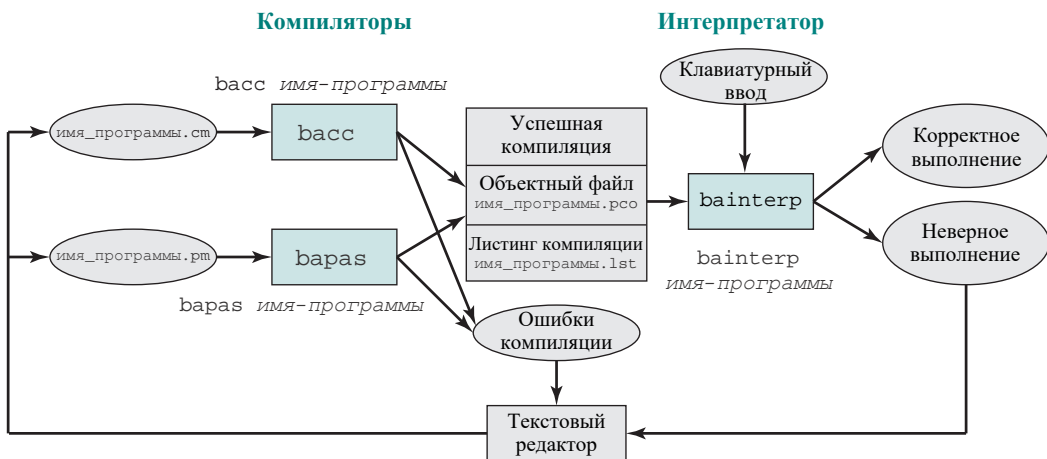 Компиляторы
Интерпретатор
bacc имя-программы
Клавиатурный
ввод
имя_программы.cm
bacc
Успешная
компиляция
Корректное
выполнение
Объектный файл
имя_программы.pco
bainterp
имя_программы.pm
bapas
Листинг компиляции
имя_программы.lst
Неверное
выполнение
bainterp
имя-программы
bapas имя-программы
Ошибки
компиляции
Текстовый
редактор